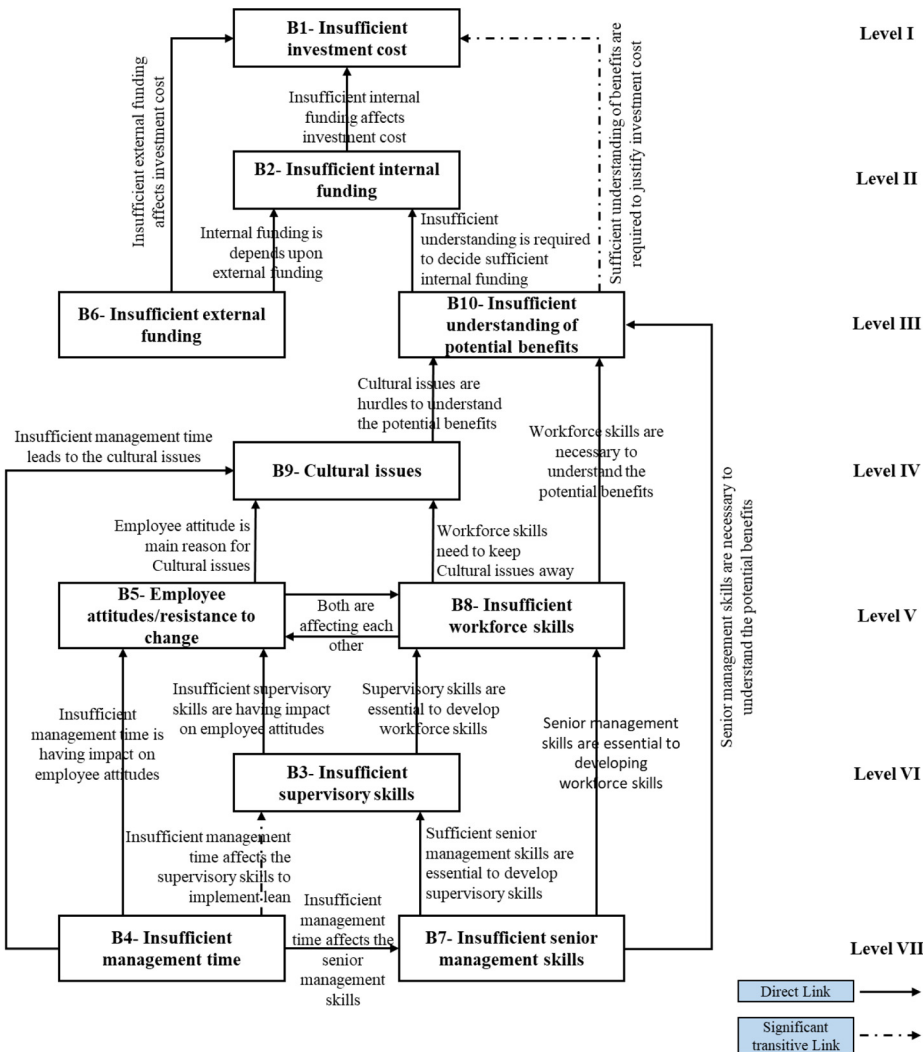 B1- Insufficient
investment cost
Level I
Insufficient external funding
affects investment cost
Insufficient internal
funding affects
investment cost
Sufficient understanding of benefits are
required to justify investment cost
B2- Insufficient internal
funding
Level II
Internal funding is
depends upon
external funding
Insufficient
understanding is required
to decide sufficient
internal funding
B6- Insufficient external
funding
B10- Insufficient
understanding of
potential benefits
Level III
Cultural issues are
hurdles to understand
the potential benefits
Workforce skills are
necessary to
understand the
potential benefits
Insufficient management time
leads to the cultural issues
B9- Cultural issues
Level IV
Senior management skills are necessary to
understand the potential benefits
Employee attitude is
main reason for
Cultural issues
Workforce skills
need to keep
Cultural issues away
B5- Employee
attitudes/resistance to
change
Both are
affecting each
other
B8- Insufficient
workforce skills
Level V
Insufficient
management time is
having impact on
employee attitudes
Insufficient supervisory
skills are having impact
on employee attitudes
Supervisory skills are
essential to develop
workforce skills
Senior management
skills are essential to
developing
workforce skills
B3- Insufficient
supervisory skills
Level VI
Insufficient management
time affects the
supervisory skills to
implement lean
Sufficient senior
management skills are
essential to develop
supervisory skills
B4- Insufficient
management time
Insufficient
management
time affects the
senior
management
skills
B7- Insufficient senior
management skills
Level VII
Direct Link
Significant
transitive Link